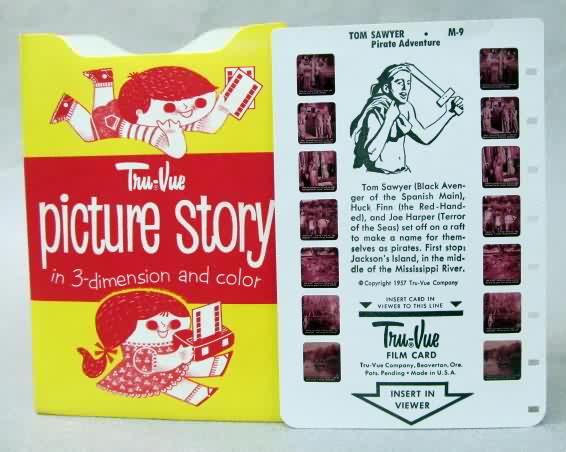 Tru-Vue
picture story
in 3-dimension and color
TOM SAWYER • M-9
Pirate Adventure
Tom Sawyer (Black Aven-
ger of the Spanish Main),
Huck Finn (the Red-Hand-
ed), and Joe Harper (Terror
of the Seas) set off on a raft
to make a name for them-
selves as pirates. First stop:
Jackson's Island, in the mid-
dle of the Mississippi River.
© Copyright 1957 Tru-Vue Company
INSERT CARD IN
VIEWER TO THIS LINE
Tru-Vue
FILM CARD
Tru-Vue Company, Beaverton, Ore.
Pats. Pending • Made in U.S.A.
INSERT IN
VIEWER